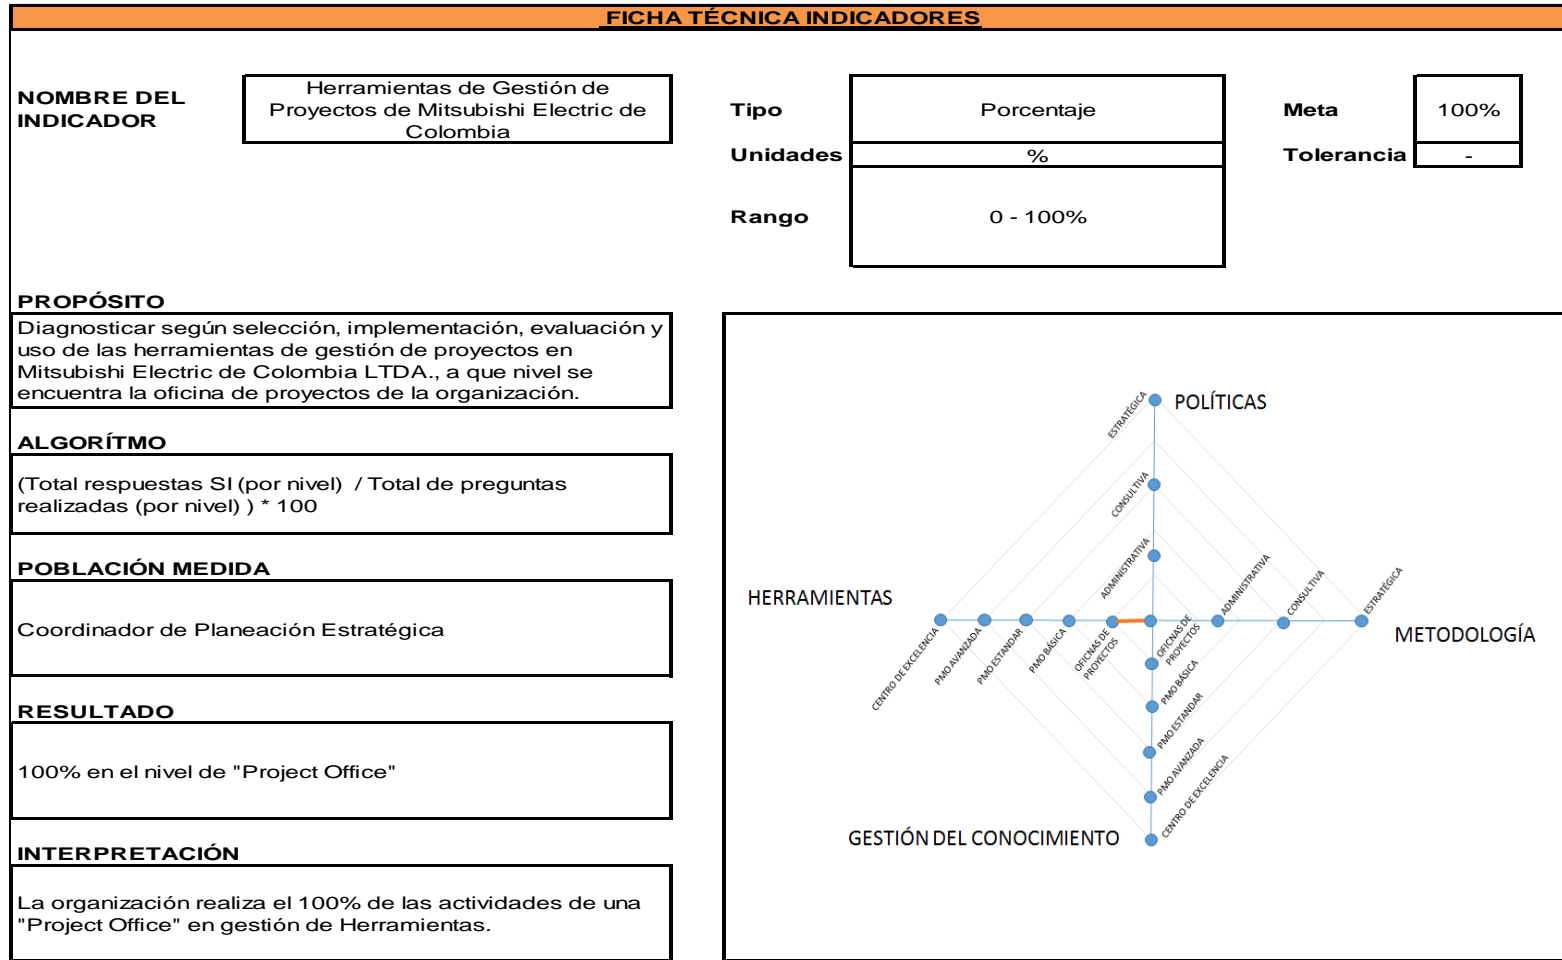 FICHA TÉCNICA INDICADORES
NOMBRE DEL
INDICADOR
Herramientas de Gestión de
Proyectos de Mitsubishi Electric de
Colombia
Tipo
Porcentaje
Meta
100%
Unidades
%
Tolerancia
-
Rango
0 - 100%
PROPÓSITO
Diagnosticar según selección, implementación, evaluación y
uso de las herramientas de gestión de proyectos en
Mitsubishi Electric de Colombia LTDA., a que nivel se
encuentra la oficina de proyectos de la organización.
ALGORÍTMO
(Total respuestas SI (por nivel) / Total de preguntas
realizadas (por nivel) ) * 100
POBLACIÓN MEDIDA
Coordinador de Planeación Estratégica
RESULTADO
100% en el nivel de "Project Office"
INTERPRETACIÓN
La organización realiza el 100% de las actividades de una
"Project Office" en gestión de Herramientas.
POLÍTICAS
ESTRATÉGICA
CONSULTIVA
ADMINISTRATIVA
HERRAMIENTAS
CENTRO DE EXCELENCIA
PMO AVANZADA
PMO ESTANDAR
PMO BÁSICA
OFICNAS DE
PROYECTOS
METODOLOGÍA
ADMINISTRATIVA
CONSULTIVA
ESTRATÉGICA
OFICNAS DE
PROYECTOS
PMO BÁSICA
PMO ESTANDAR
PMO AVANZADA
CENTRO DE EXCELENCIA
GESTIÓN DEL CONOCIMIENTO